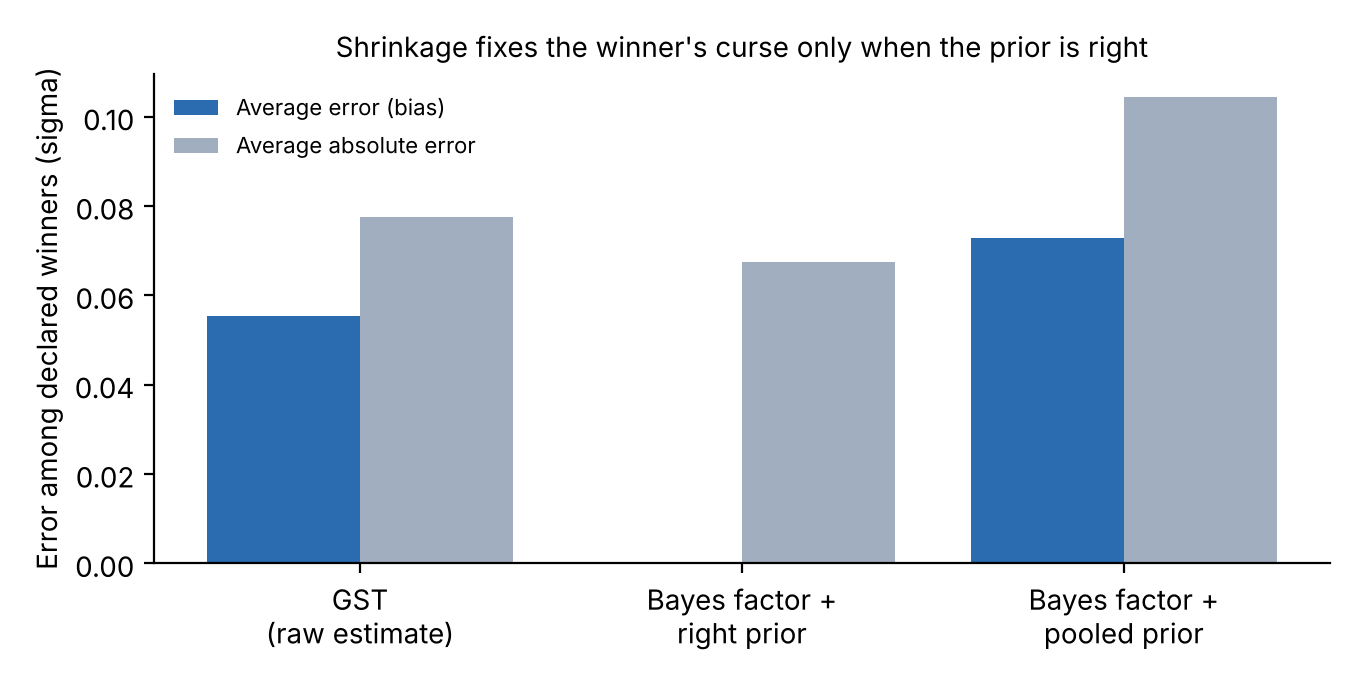 Shrinkage fixes the winner's curse only when the prior is right
Error among declared winners (sigma)
Average error (bias)
Average absolute error
0.10
0.08
0.06
0.04
0.02
0.00
GST
(raw estimate)
Bayes factor +
right prior
Bayes factor +
pooled prior